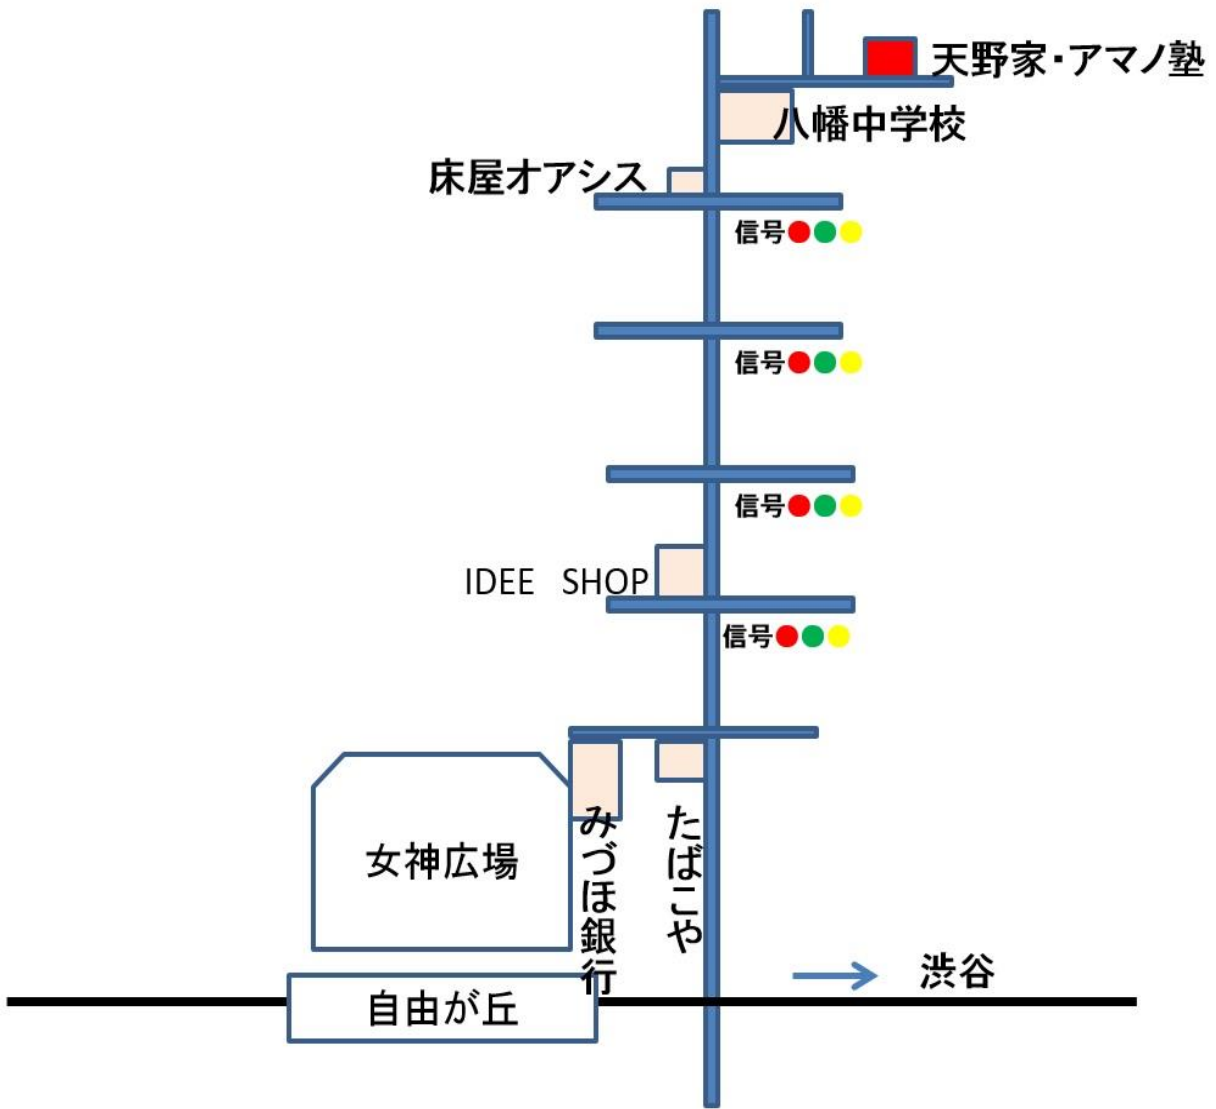 天野家・アマノ塾
八幡中学校
床屋オアシス
信号
信号
信号
IDEE SHOP
信号
みづほ銀行
たばこや
女神広場
渋谷
自由が丘